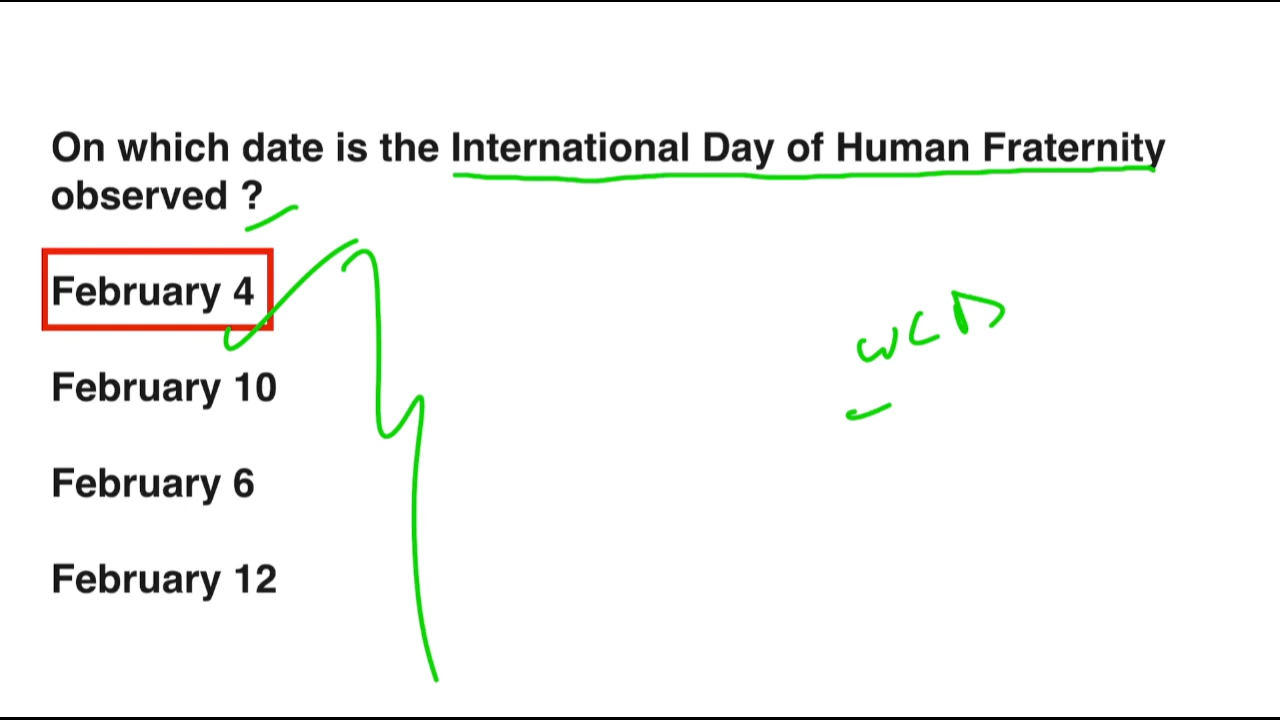 On which date is the International Day of Human Fraternity
observed ?
February 4
WCD
February 10
February 6
February 12